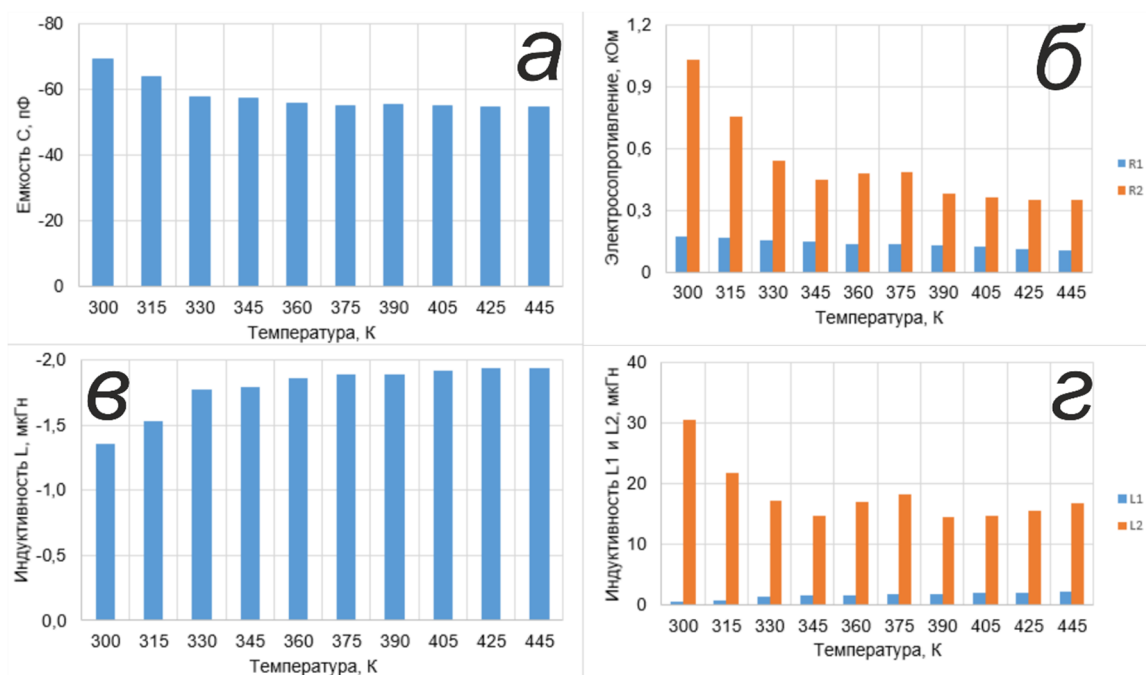 а
Емкость С, пФ
-80
-60
-40
-20
0
300 315 330 345 360 375 390 405 425 445
Температура, К
б
Электросопротивление, кОм
1,2
0,9
0,6
0,3
0
300 315 330 345 360 375 390 405 425 445
Температура, К
R1
R2
в
Индуктивность L, мкГн
-2,0
-1,5
-1,0
-0,5
0,0
300 315 330 345 360 375 390 405 425 445
Температура, К
г
Индуктивность L1 и L2, мкГн
40
30
20
10
0
300 315 330 345 360 375 390 405 425 445
Температура, К
L1
L2